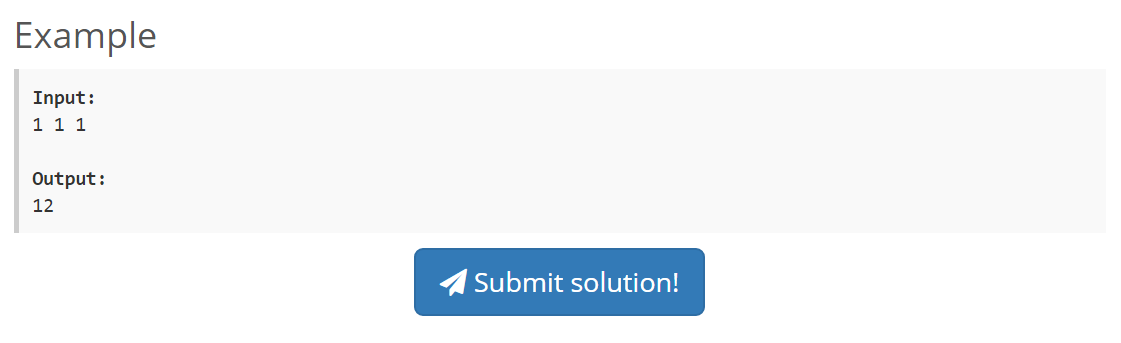 Example
Input:
1 1 1
Output:
12
Submit solution!